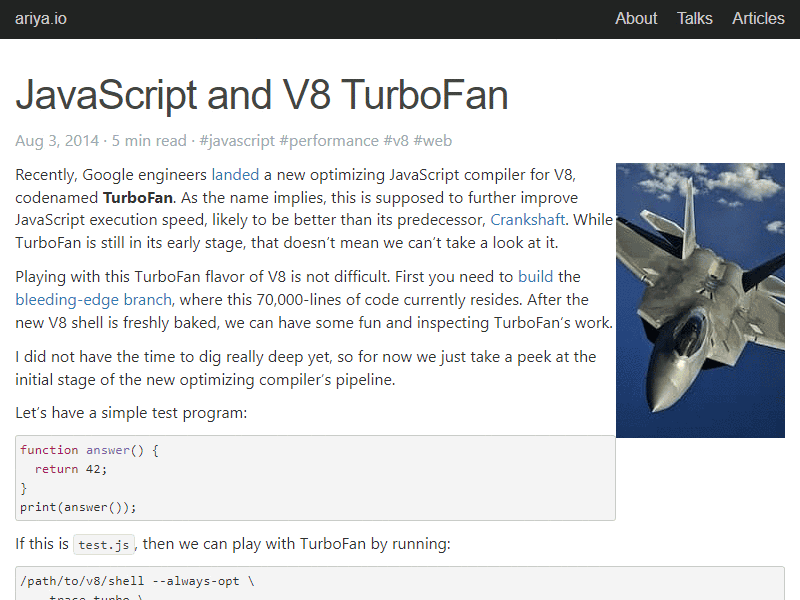 ariya.io
About Talks Articles
JavaScript and V8 TurboFan
Aug 3, 2014 · 5 min read · #javascript #performance #v8 #web
Recently, Google engineers landed a new optimizing JavaScript compiler for V8,
codenamed TurboFan. As the name implies, this is supposed to further improve
JavaScript execution speed, likely to be better than its predecessor, Crankshaft. While
TurboFan is still in its early stage, that doesn’t mean we can’t take a look at it.
Playing with this TurboFan flavor of V8 is not difficult. First you need to build the
bleeding-edge branch, where this 70,000-lines of code currently resides. After the
new V8 shell is freshly baked, we can have some fun and inspecting TurboFan’s work.
I did not have the time to dig really deep yet, so for now we just take a peek at the
initial stage of the new optimizing compiler’s pipeline.
Let’s have a simple test program:
function answer() {
  return 42;
}
print(answer());
If this is test.js, then we can play with TurboFan by running:
/path/to/v8/shell --always-opt \
trace-turbo \